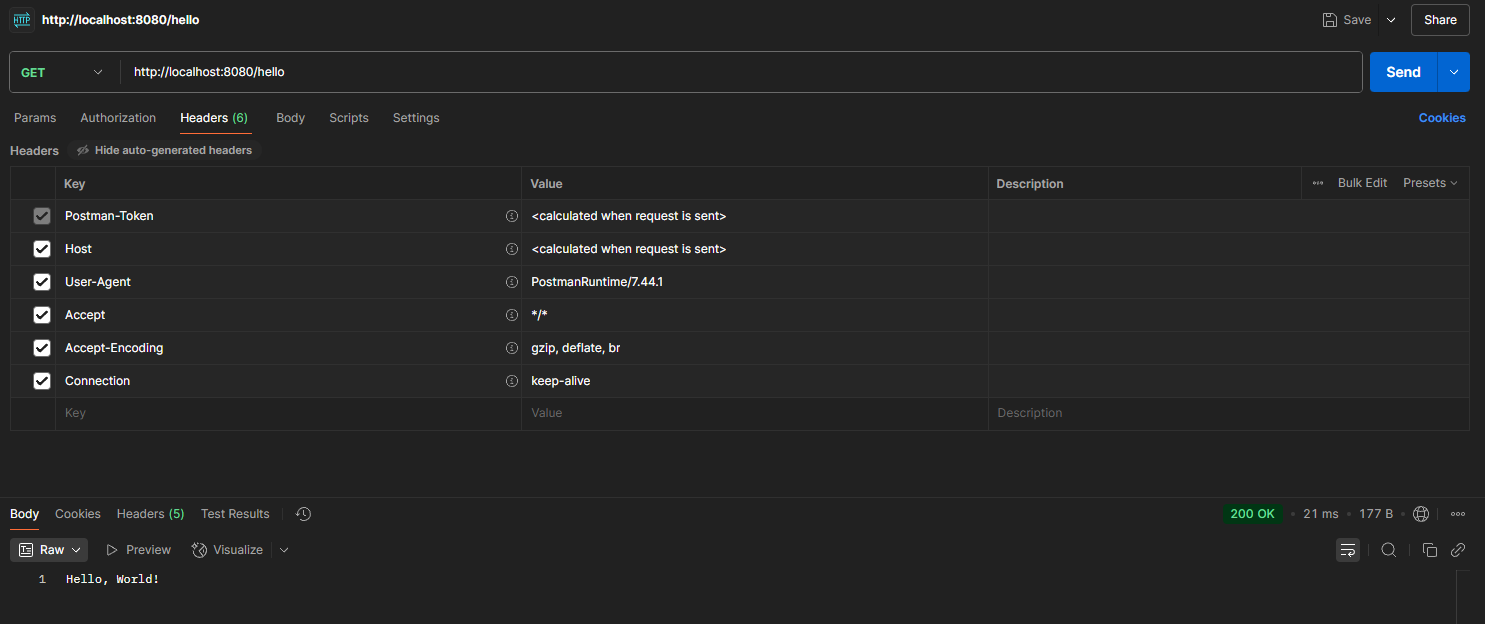 HTTP http://localhost:8080/hello Save Share
GET http://localhost:8080/hello Send
Params Authorization Headers (6) Body Scripts Settings Cookies
Headers Hide auto-generated headers
Key Value Description Bulk Edit Presets
Postman-Token <calculated when request is sent>
Host <calculated when request is sent>
User-Agent PostmanRuntime/7.44.1
Accept */*
Accept-Encoding gzip, deflate, br
Connection keep-alive
Key Value Description
Body Cookies Headers (5) Test Results 200 OK • 21 ms • 177 B •
Raw Preview Visualize
1 Hello, World!